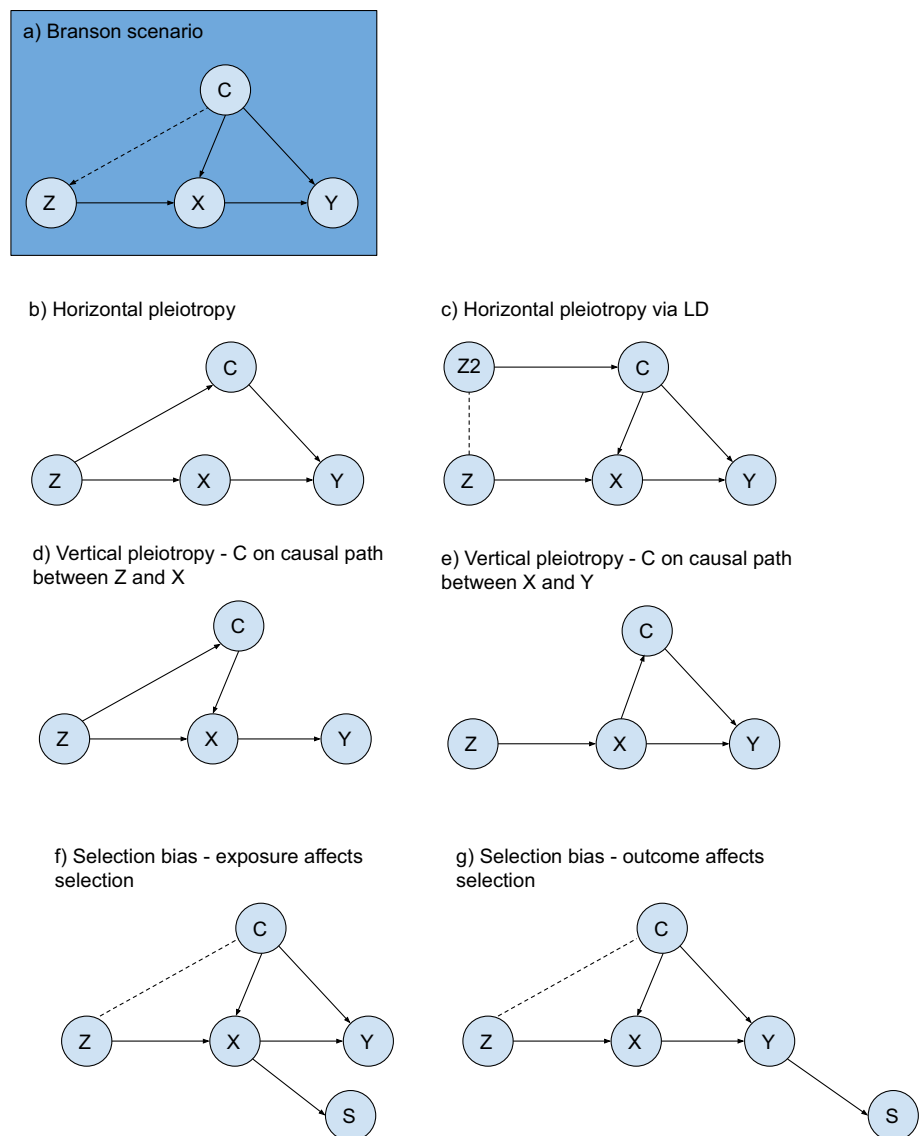 a) Branson scenario
C
Z
X
Y
b) Horizontal pleiotropy
C
Z
X
Y
c) Horizontal pleiotropy via LD
Z2
C
Z
X
Y
d) Vertical pleiotropy - C on causal path
between Z and X
C
Z
X
Y
e) Vertical pleiotropy - C on causal path
between X and Y
C
Z
X
Y
f) Selection bias - exposure affects
selection
C
Z
X
Y
S
g) Selection bias - outcome affects
selection
C
Z
X
Y
S